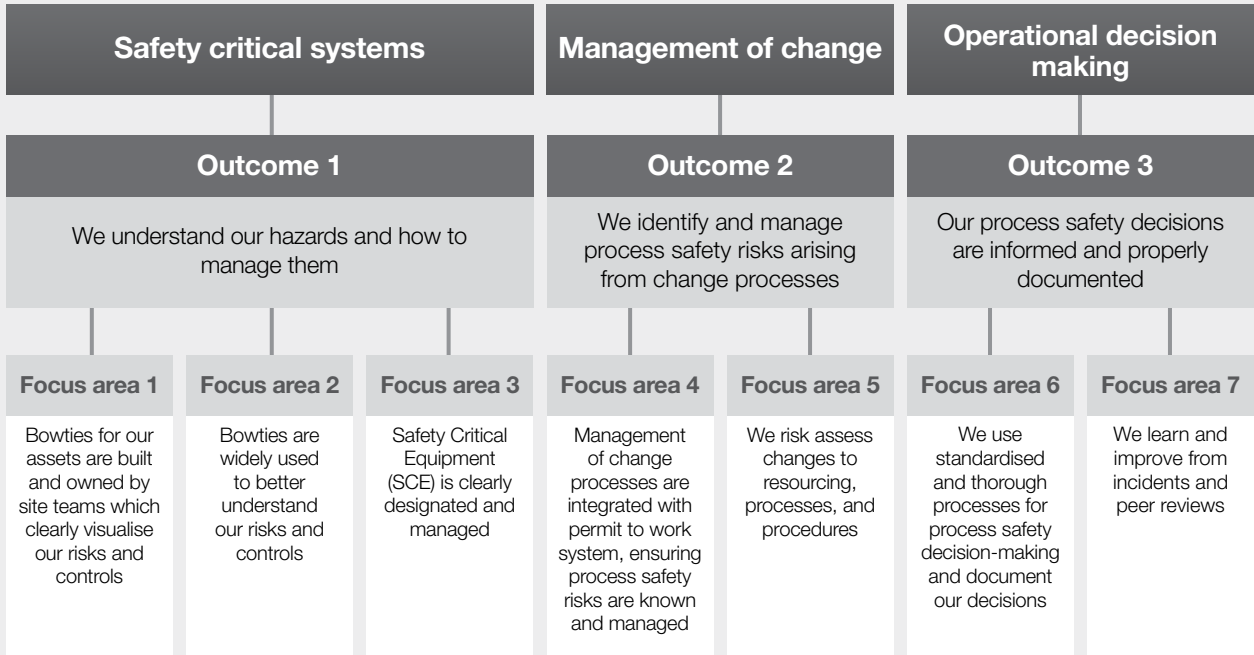 Safety critical systems
Management of change
Operational decision
making
Outcome 1
We understand our hazards and how to
manage them
Outcome 2
We identify and manage
process safety risks arising
from change processes
Outcome 3
Our process safety decisions
are informed and properly
documented
Focus area 1
Bowties for our
assets are built
and owned by
site teams which
clearly visualise
our risks and
controls
Focus area 2
Bowties are
widely used
to better
understand
our risks and
controls
Focus area 3
Safety Critical
Equipment
(SCE) is clearly
designated and
managed
Focus area 4
Management
of change
processes are
integrated with
permit to work
system, ensuring
process safety
risks are known
and managed
Focus area 5
We risk assess
changes to
resourcing,
processes, and
procedures
Focus area 6
We use
standardised
and thorough
processes for
process safety
decision-making
and document
our decisions
Focus area 7
We learn and
improve from
incidents and
peer reviews